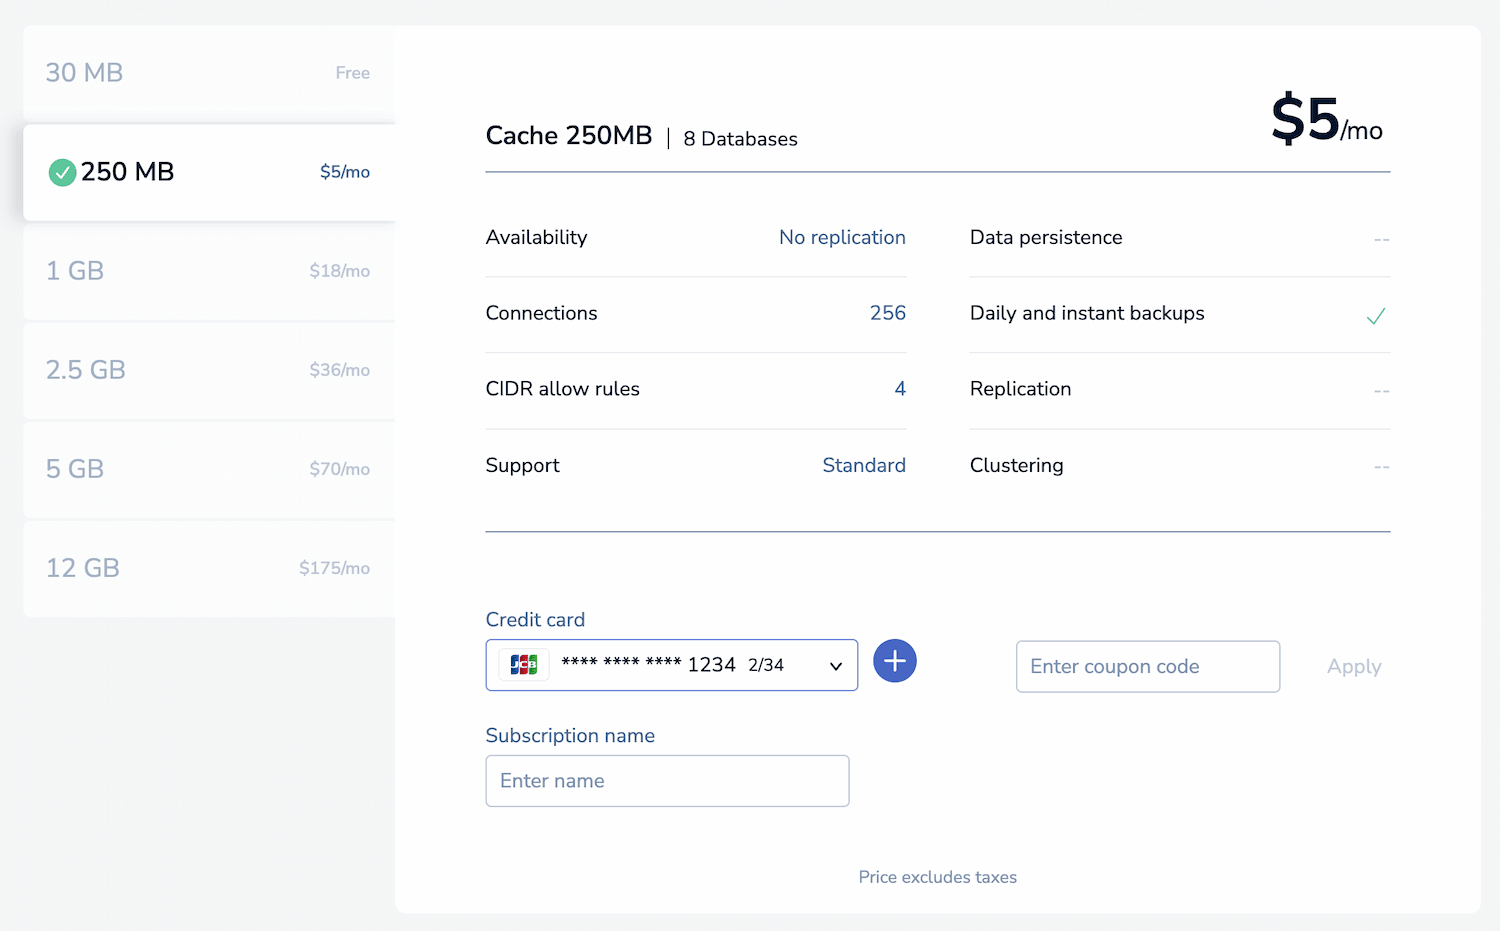 30 MB Free
250 MB $5/mo
1 GB $18/mo
2.5 GB $36/mo
5 GB $70/mo
12 GB $175/mo
Cache 250MB | 8 Databases
$5/mo
Availability No replication
Data persistence --
Connections 256
Daily and instant backups
CIDR allow rules 4
Replication --
Support Standard
Clustering --
Credit card
JCB **** **** **** 1234 2/34
Enter coupon code
Apply
Subscription name
Enter name
Price excludes taxes